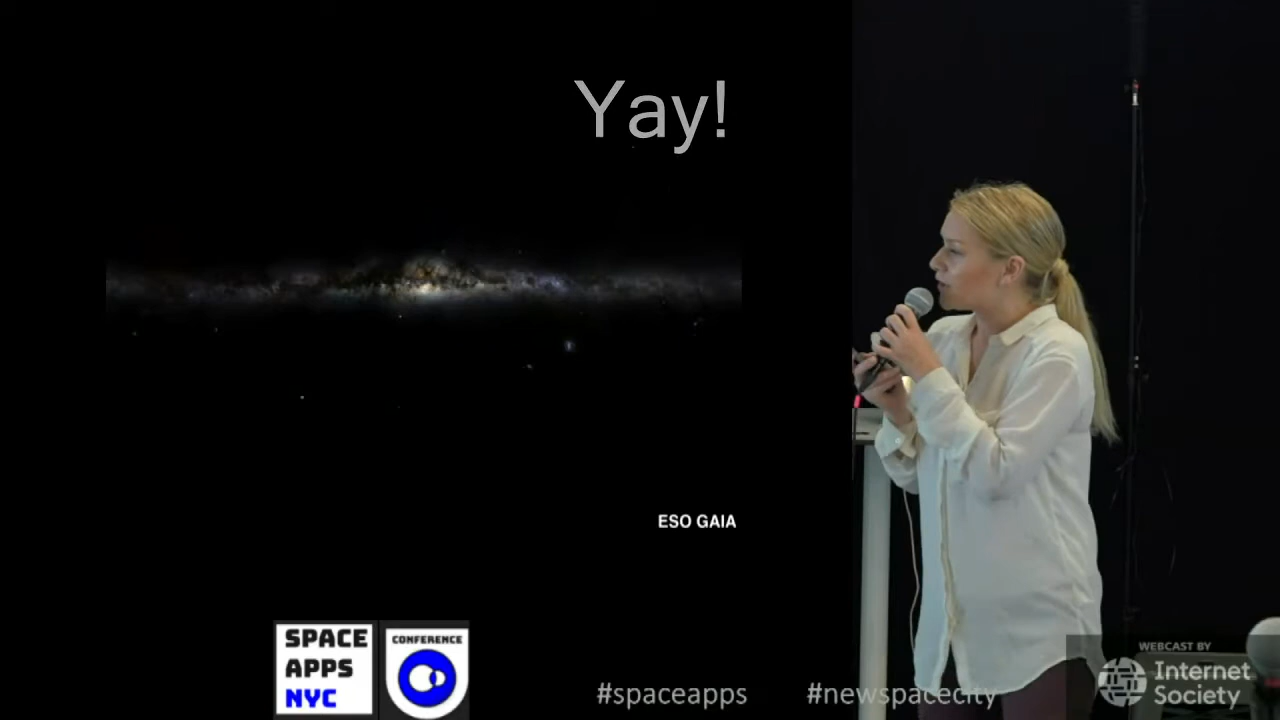 Yay!
ESO GAIA
SPACE
APPS
NYC
CONFERENCE
#spaceapps
#newspacecity
WEBCAST BY
Internet
Society